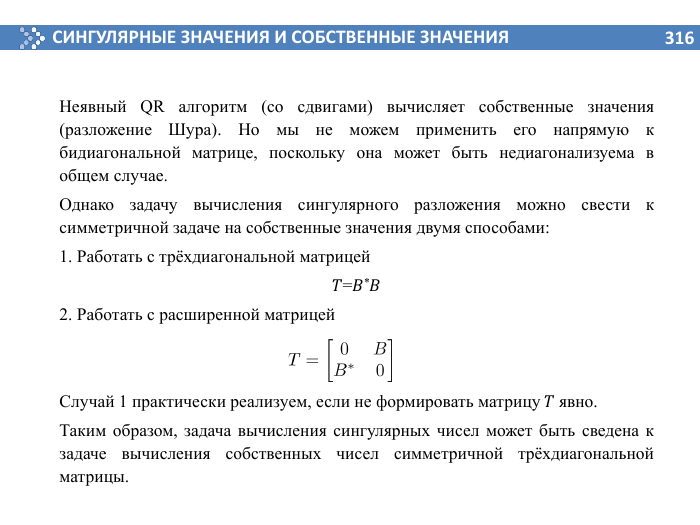 СИНГУЛЯРНЫЕ ЗНАЧЕНИЯ И СОБСТВЕННЫЕ ЗНАЧЕНИЯ 316
Неявный QR алгоритм (со сдвигами) вычисляет собственные значения
(разложение Шура). Но мы не можем применить его напрямую к
бидиагональной матрице, поскольку она может быть недиагонализуема в
общем случае.
Однако задачу вычисления сингулярного разложения можно свести к
симметричной задаче на собственные значения двумя способами:
1. Работать с трёхдиагональной матрицей
T=B*B
2. Работать с расширенной матрицей
T = [0 B
B* 0]
Случай 1 практически реализуем, если не формировать матрицу T явно.
Таким образом, задача вычисления сингулярных чисел может быть сведена к
задаче вычисления собственных чисел симметричной трёхдиагональной
матрицы.